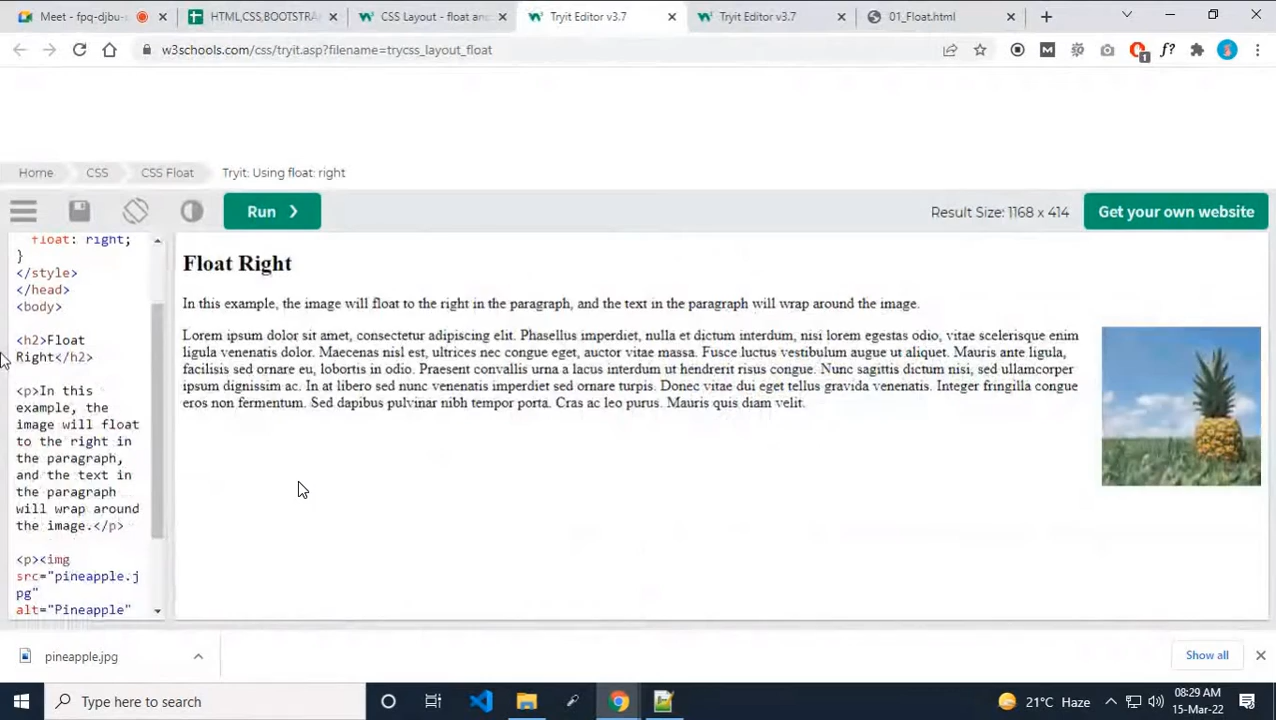 Meet - fpq-djbu-
HTML,CSS,BOOTSTRA
CSS Layout - float and
Tryit Editor v3.7
Tryit Editor v3.7
01_Float.html
w3schools.com/css/tryit.asp?filename=trycss_layout_float
Home
CSS
CSS Float
Tryit: Using float: right
Run ❯
Result Size: 1168 x 414
Get your own website
float: right;
}
</style>
</head>
<body>
<h2>Float
Right</h2>
<p>In this
example, the
image will float
to the right in
the paragraph,
and the text in
the paragraph
will wrap around
the image.</p>
<p><img
src="pineapple.j
pg"
alt="Pineapple"
Float Right
In this example, the image will float to the right in the paragraph, and the text in the paragraph will wrap around the image.
Lorem ipsum dolor sit amet, consectetur adipiscing elit. Phasellus imperdiet, nulla et dictum interdum, nisi lorem egestas odio, vitae scelerisque enim
ligula venenatis dolor. Maecenas nisl est, ultrices nec congue eget, auctor vitae massa. Fusce luctus vestibulum augue ut aliquet. Mauris ante ligula,
facilisis sed ornare eu, lobortis in odio. Praesent convallis urna a lacus interdum ut hendrerit risus congue. Nunc sagittis dictum nisi, sed ullamcorper
ipsum dignissim ac. In at libero sed nunc venenatis imperdiet sed ornare turpis. Donec vitae dui eget tellus gravida venenatis. Integer fringilla congue
eros non fermentum. Sed dapibus pulvinar nibh tempor porta. Cras ac leo purus. Mauris quis diam velit.
pineapple.jpg
Show all
Type here to search
21°C Haze
08:29 AM
15-Mar-22